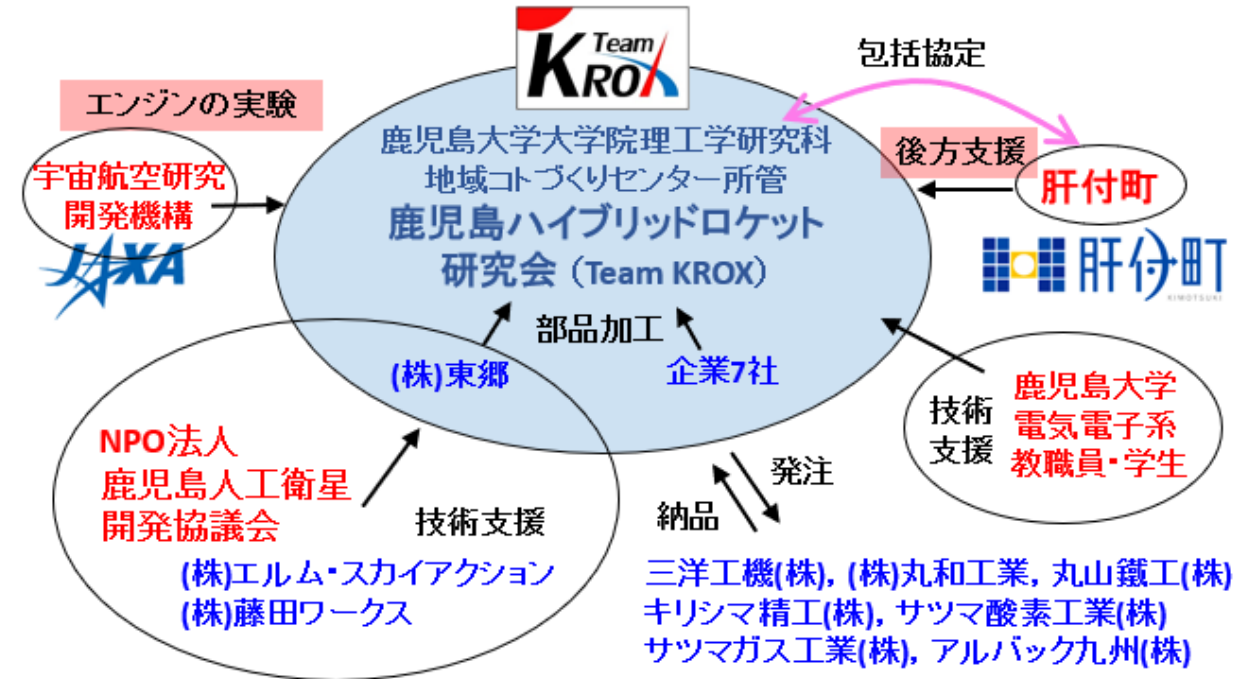 Team
KROX
包括協定
エンジンの実験
宇宙航空研究
開発機構
JAXA
鹿児島大学大学院理工学研究科
地域コトづくりセンター所管
鹿児島ハイブリッドロケット
研究会（Team KROX）
後方支援
肝付町
肝付町
KIMOTSUKI
部品加工
(株)東郷
企業7社
NPO法人
鹿児島人工衛星
開発協議会
技術支援
(株)エルム・スカイアクション
(株)藤田ワークス
技術
支援
鹿児島大学
電気電子系
教職員・学生
発注
納品
三洋工機(株), (株)丸和工業, 丸山鐵工(株)
キリシマ精工(株), サツマ酸素工業(株)
サツマガス工業(株), アルバック九州(株)